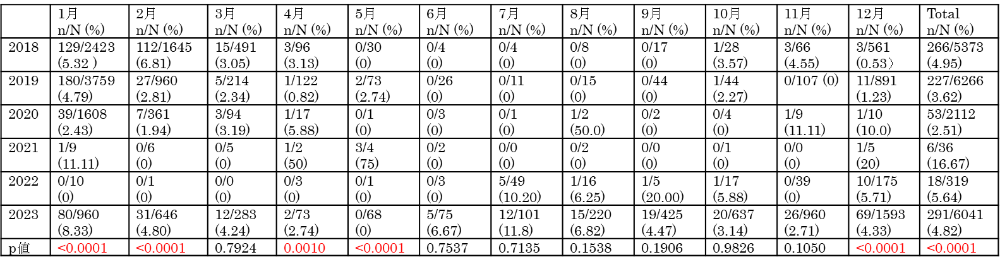 1月 2月 3月 4月 5月 6月 7月 8月 9月 10月 11月 12月 Total
n/N (%) n/N (%) n/N (%) n/N (%) n/N (%) n/N (%) n/N (%) n/N (%) n/N (%) n/N (%) n/N (%) n/N (%) n/N (%)
2018 129/2423 112/1645 15/491 3/96 0/30 0/4 0/4 0/8 0/17 1/28 3/66 3/561 266/5373
(5.32 ) (6.81) (3.05) (3.13) (0) (0) (0) (0) (0) (3.57) (4.55) (0.53） (4.95)
2019 180/3759 27/960 5/214 1/122 2/73 0/26 0/11 0/15 0/44 1/44 0/107 (0) 11/891 227/6266
(4.79) (2.81) (2.34) (0.82) (2.74) (0) (0) (0) (0) (2.27) (1.23) (3.62)
2020 39/1608 7/361 3/94 1/17 0/1 0/3 0/1 1/2 0/2 0/4 1/9 1/10 53/2112
(2.43) (1.94) (3.19) (5.88) (0) (0) (0) (50.0) (0) (0) (11.11) (10.0) (2.51)
2021 1/9 0/6 0/5 1/2 3/4 0/2 0/0 0/2 0/0 0/1 0/0 1/5 6/36
(11.11) (0) (0) (50) (75) (0) (0) (0) (0) (0) (0) (20) (16.67)
2022 0/10 0/1 0/0 0/3 0/1 0/3 5/49 1/16 1/5 1/17 0/39 10/175 18/319
(0) (0) (0) (0) (0) (0) (10.20) (6.25) (20.00) (5.88) (0) (5.71) (5.64)
2023 80/960 31/646 12/283 2/73 0/68 5/75 12/101 15/220 19/425 20/637 26/960 69/1593 291/6041
(8.33) (4.80) (4.24) (2.74) (0) (6.67) (11.8) (6.82) (4.47) (3.14) (2.71) (4.33) (4.82)
p値 <0.0001 <0.0001 0.7924 0.0010 <0.0001 0.7537 0.7135 0.1538 0.1906 0.9826 0.1050 <0.0001 <0.0001